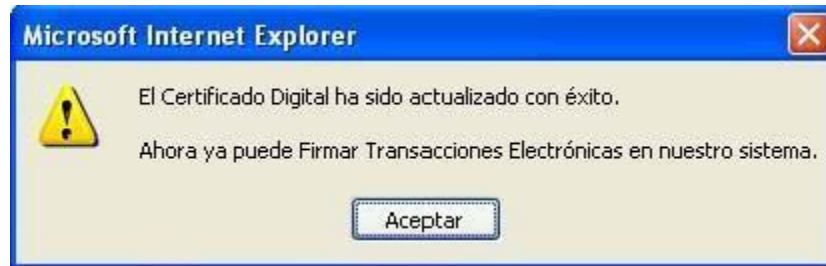 Microsoft Internet Explorer
El Certificado Digital ha sido actualizado con éxito.
Ahora ya puede Firmar Transacciones Electrónicas en nuestro sistema.
Aceptar